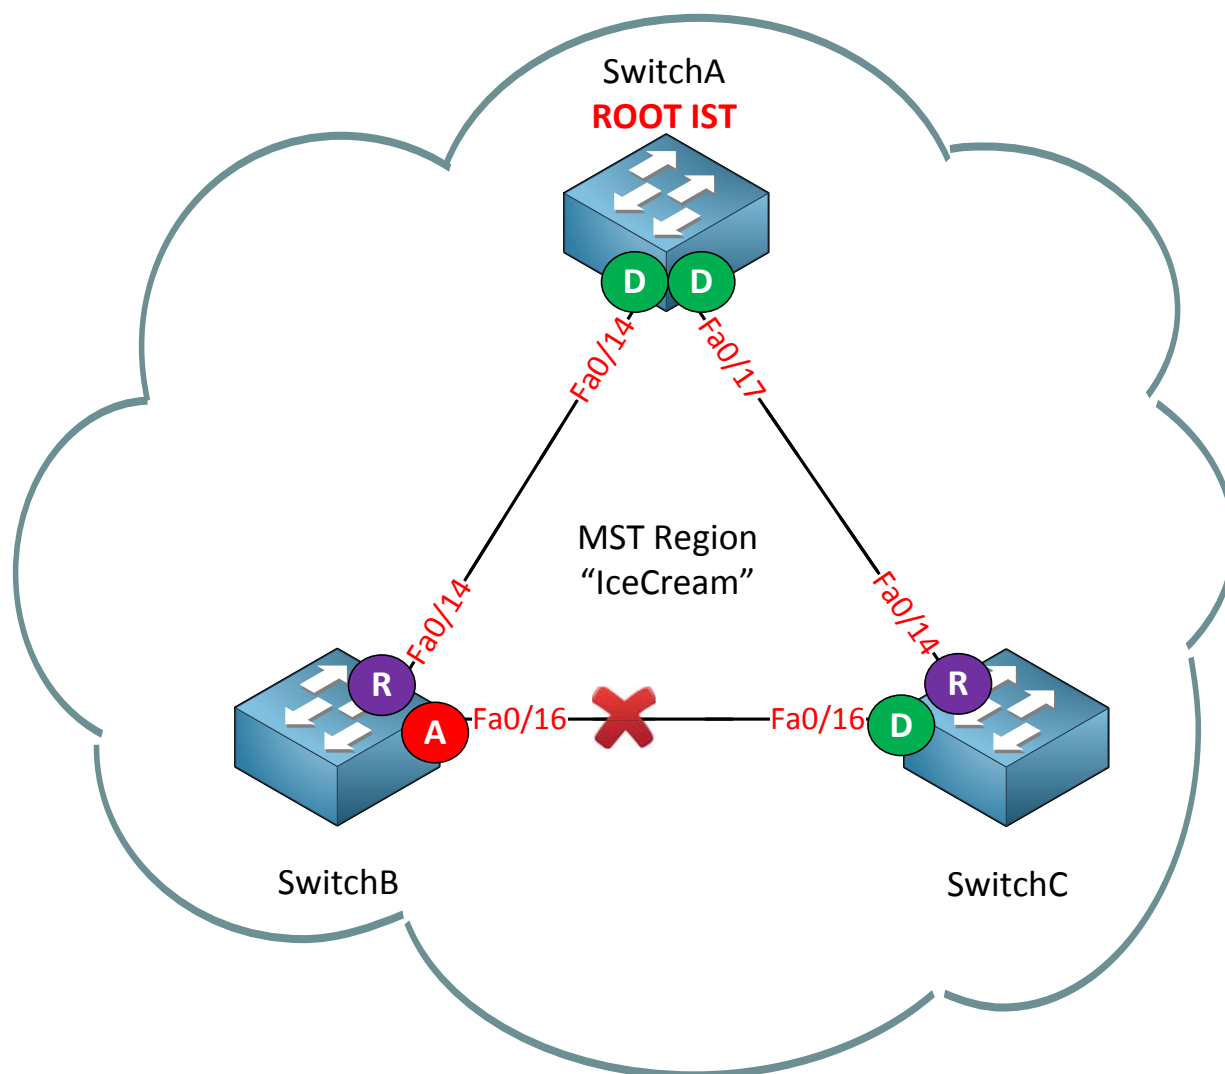 SwitchA
ROOT IST
D
D
Fa0/14
Fa0/17
MST Region
“IceCream”
Fa0/14
Fa0/14
R
R
A
Fa0/16
Fa0/16
D
SwitchB
SwitchC